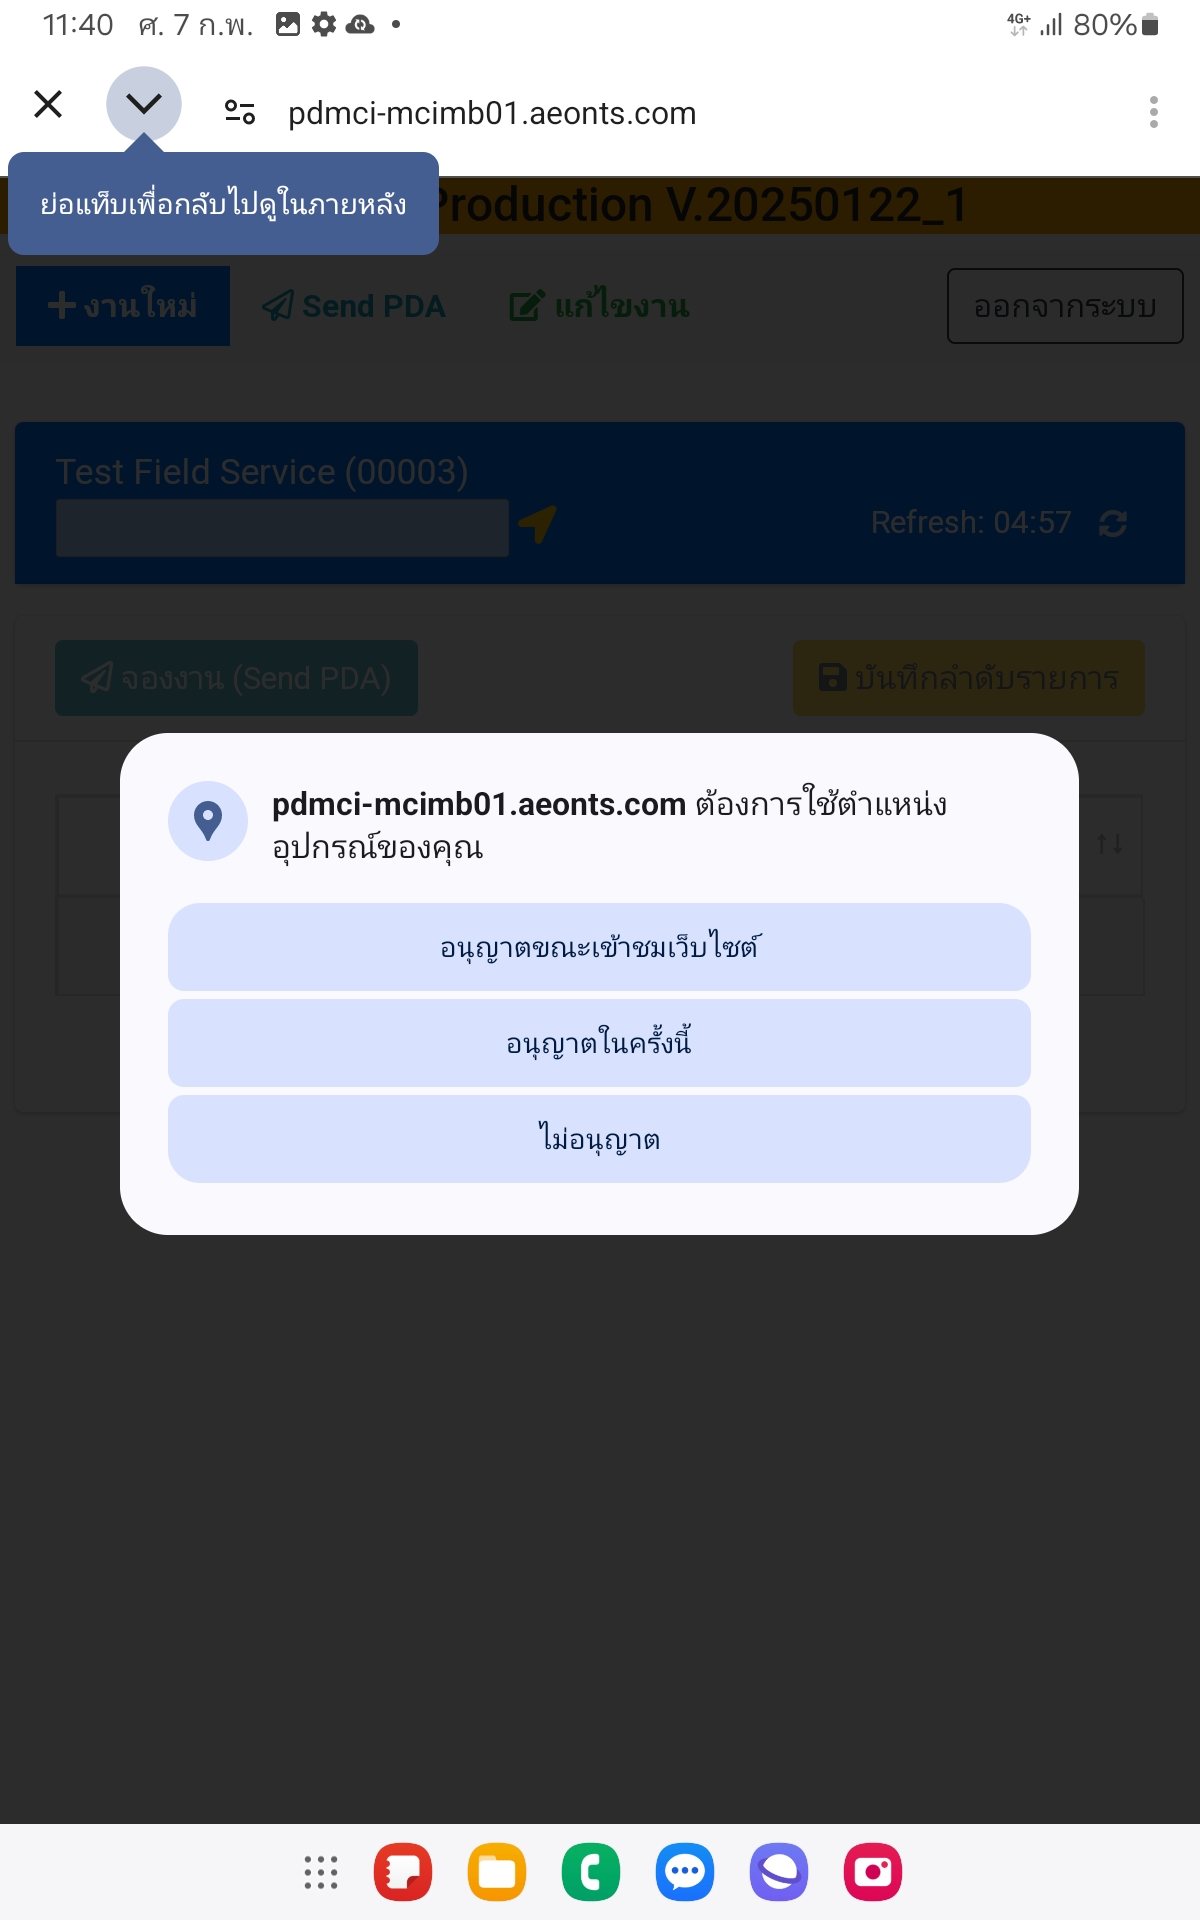 11:40 ศ. 7 ก.พ.
4G+ 80%
pdmci-mcimb01.aeonts.com
ย่อแท็บเพื่อกลับไปดูในภายหลัง
Production V.20250122_1
งานใหม่ Send PDA แก้ไขงาน ออกจากระบบ
Test Field Service (00003)
Refresh: 04:57
จองงาน (Send PDA) บันทึกลำดับรายการ
pdmci-mcimb01.aeonts.com ต้องการใช้ตำแหน่ง
อุปกรณ์ของคุณ
อนุญาตขณะเข้าชมเว็บไซต์
อนุญาตในครั้งนี้
ไม่อนุญาต